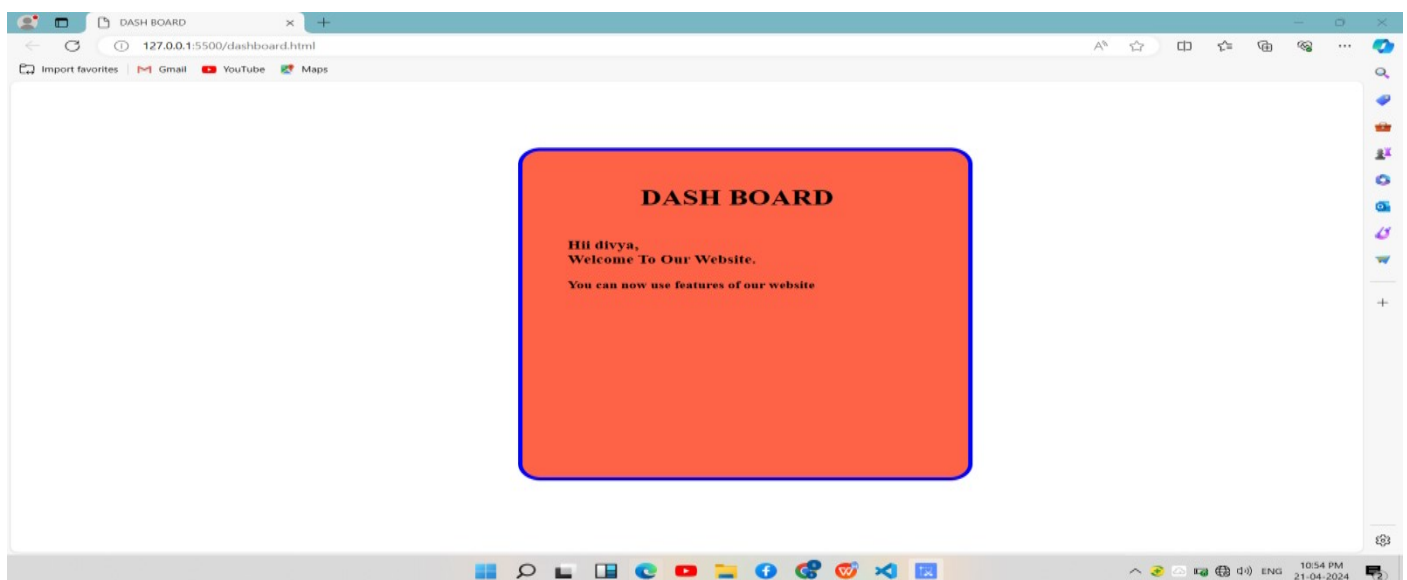 DASH BOARD
127.0.0.1:5500/dashboard.html
Import favorites Gmail YouTube Maps
DASH BOARD
Hii divya,
Welcome To Our Website.
You can now use features of our website
ENG
10:54 PM
21-04-2024